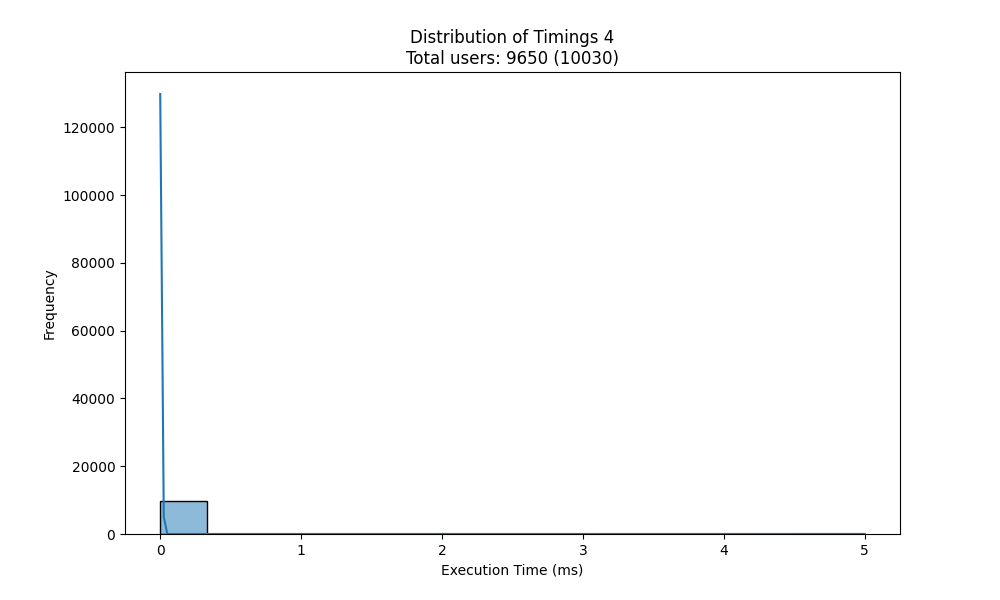 Distribution of Timings 4
Total users: 9650 (10030)
120000
100000
80000
60000
40000
20000
0
Frequency
0 1 2 3 4 5
Execution Time (ms)